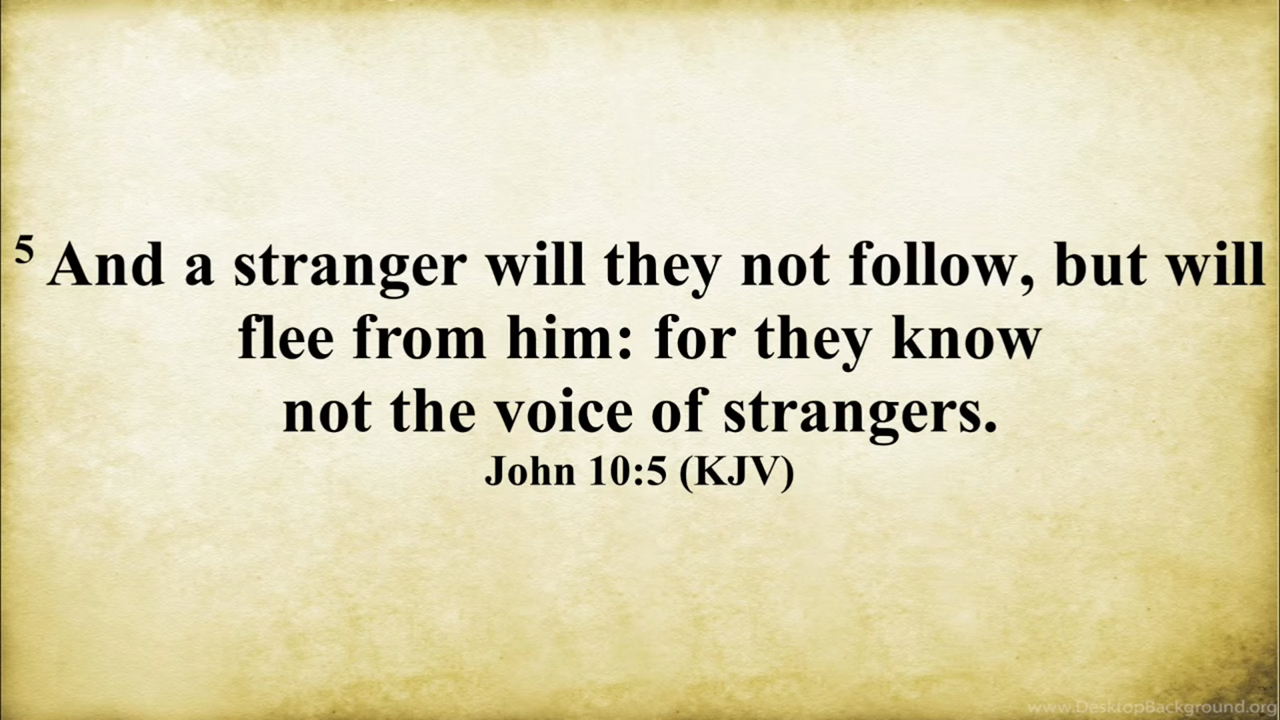 5 And a stranger will they not follow, but will
flee from him: for they know
not the voice of strangers.
John 10:5 (KJV)
www.DesktopBackground.org